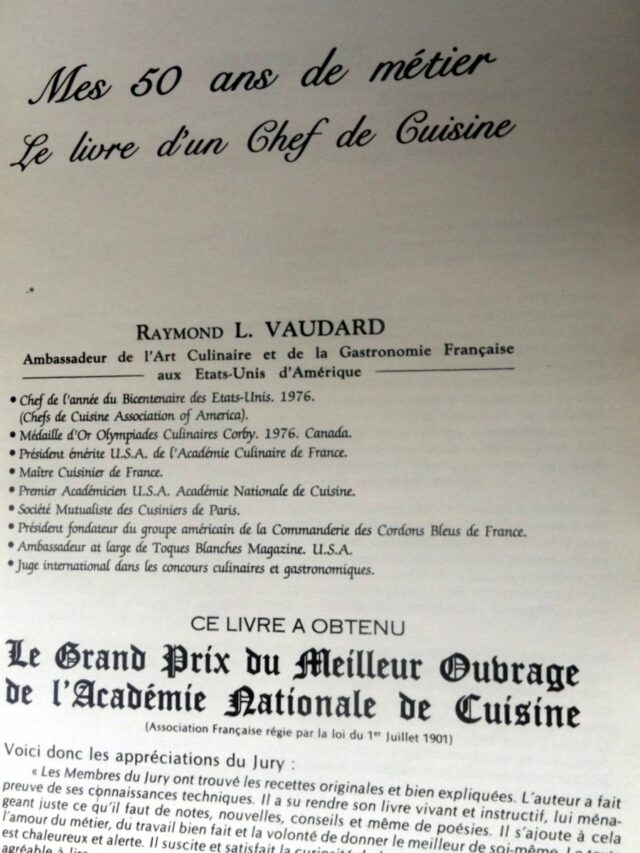 Mes 50 ans de métier
Le livre d'un Chef de Cuisine
RAYMOND L. VAUDARD
Ambassadeur de l'Art Culinaire et de la Gastronomie Française
aux Etats-Unis d'Amérique
• Chef de l'année du Bicentenaire des Etats-Unis. 1976.
(Chefs de Cuisine Association of America).
• Médaille d'Or Olympiades Culinaires Corby. 1976. Canada.
• Président émérite U.S.A. de l'Académie Culinaire de France.
• Maître Cuisinier de France.
• Premier Académicien U.S.A. Académie Nationale de Cuisine.
• Société Mutualiste des Cusiniers de Paris.
• Président fondateur du groupe américain de la Commanderie des Cordons Bleus de France.
• Ambassadeur at large de Toques Blanches Magazine. U.S.A.
• Juge international dans les concours culinaires et gastronomiques.
CE LIVRE A OBTENU
Le Grand Prix du Meilleur Ouvrage
de l'Académie Nationale de Cuisine
(Association Française régie par la loi du 1er Juillet 1901)
Voici donc les appréciations du Jury :
« Les Membres du Jury ont trouvé les recettes originales et bien expliquées. L'auteur a fait
preuve de ses connaissances techniques. Il a su rendre son livre vivant et instructif, lui ména-
geant juste ce qu'il faut de notes, nouvelles, conseils et même de poésies. Il s'ajoute à cela
l'amour du métier, du travail bien fait et la volonté de donner le meilleur de soi-même. Le
est chaleureux et alerte. Il suscite et satisfait la curiosité
agréable à